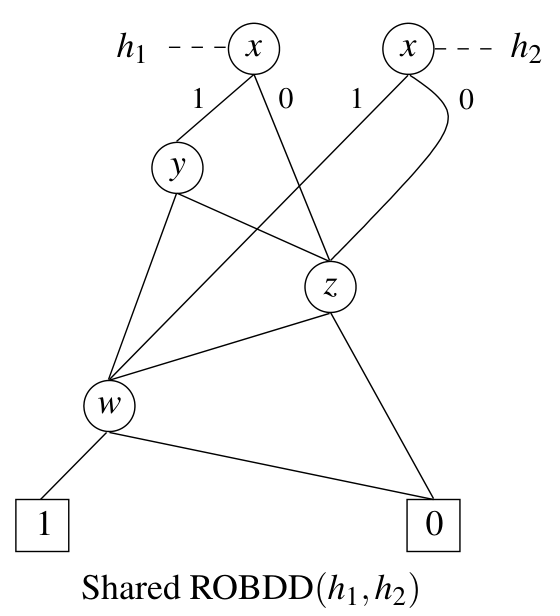 h₁ x x h₂
1 0 1 0
y
z
w
1 0
Shared ROBDD(h₁, h₂)